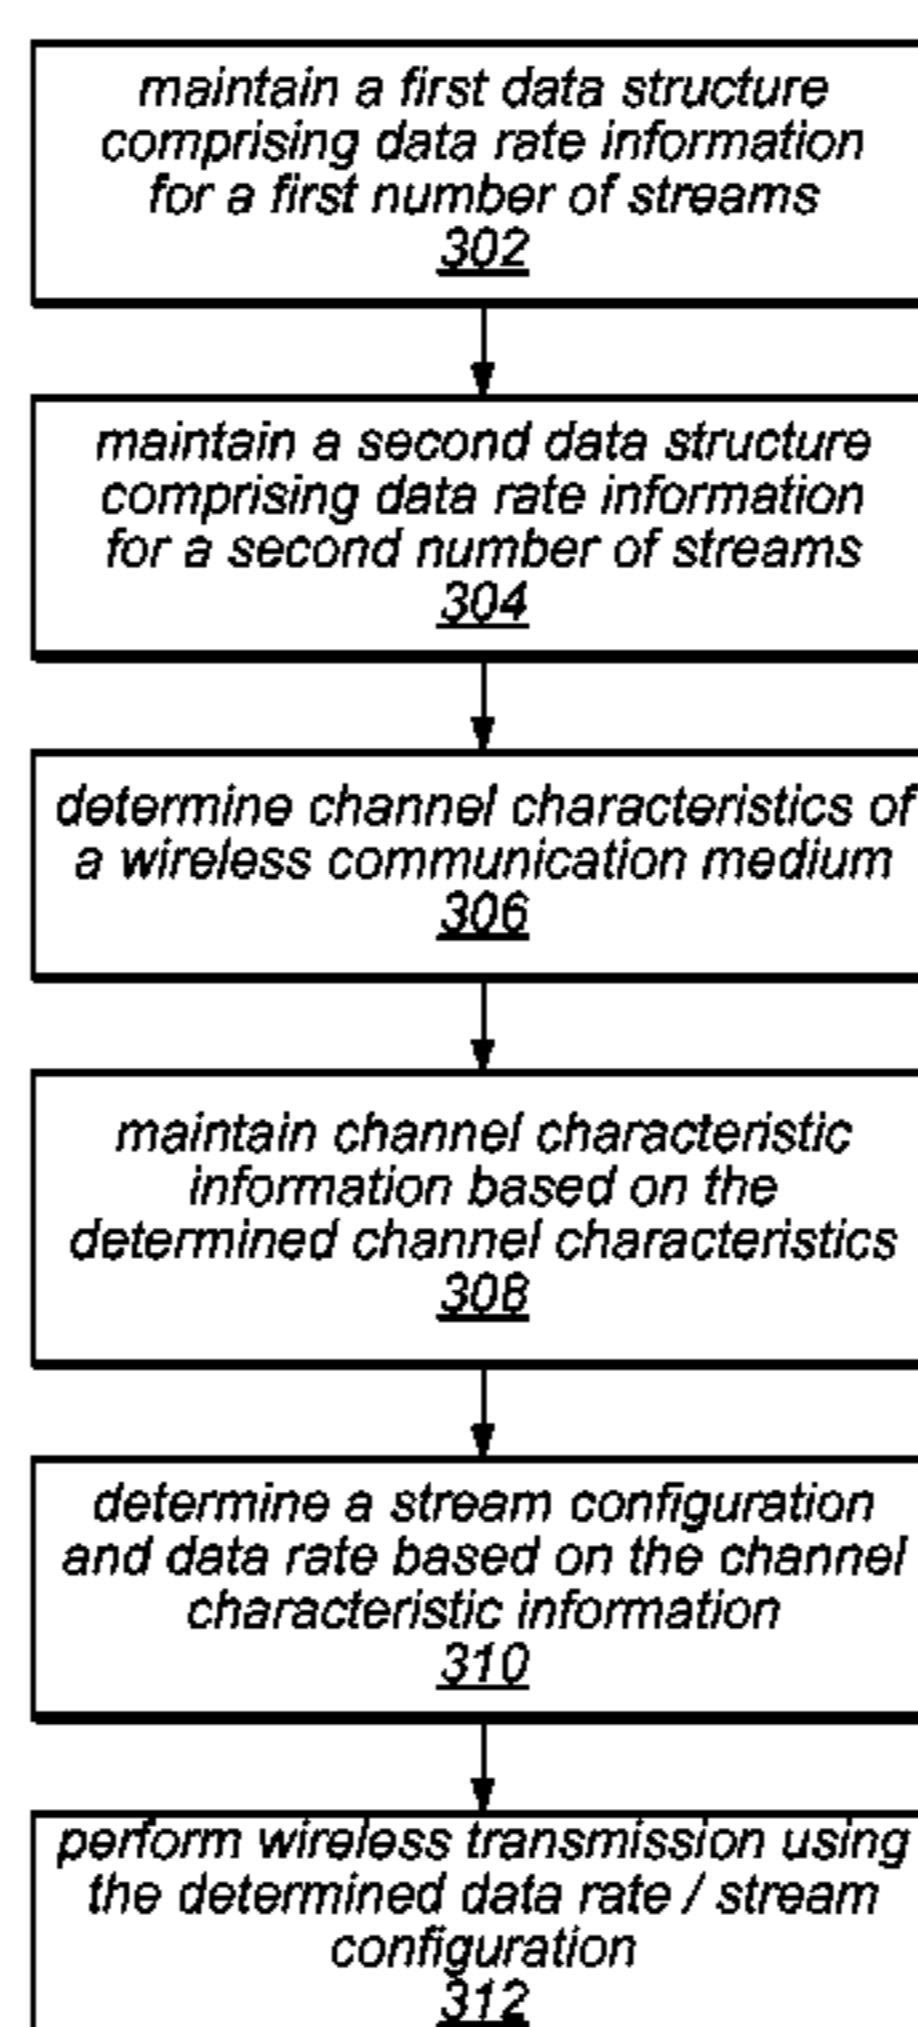 maintain a first data structure
comprising data rate information
for a first number of streams
302
maintain a second data structure
comprising data rate information
for a second number of streams
304
determine channel characteristics of
a wireless communication medium
306
maintain channel characteristic
information based on the
determined channel characteristics
308
determine a stream configuration
and data rate based on the channel
characteristic information
310
perform wireless transmission using
the determined data rate / stream
configuration
312